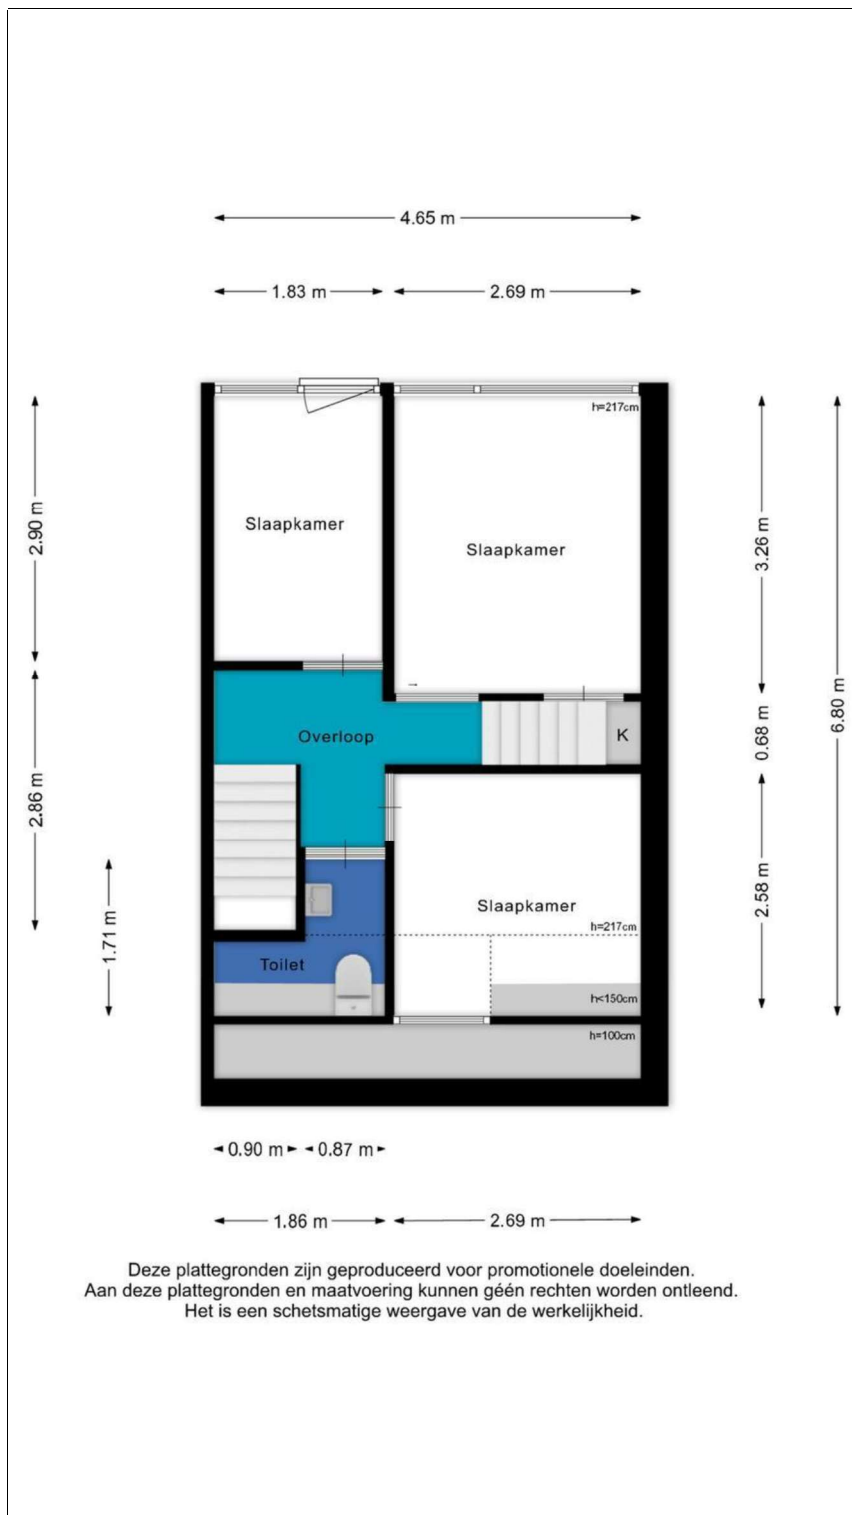 4.65 m
1.83 m
2.69 m
h=217cm
2.90 m
Slaapkamer
Slaapkamer
3.26 m
6.80 m
Overloop
K
0.68 m
2.86 m
Slaapkamer
2.58 m
h=217cm
1.71 m
Toilet
h<150cm
h=100cm
0.90 m
0.87 m
1.86 m
2.69 m
Deze plattegronden zijn geproduceerd voor promotionele doeleinden.
Aan deze plattegronden en maatvoering kunnen géén rechten worden ontleend.
Het is een schetsmatige weergave van de werkelijkheid.